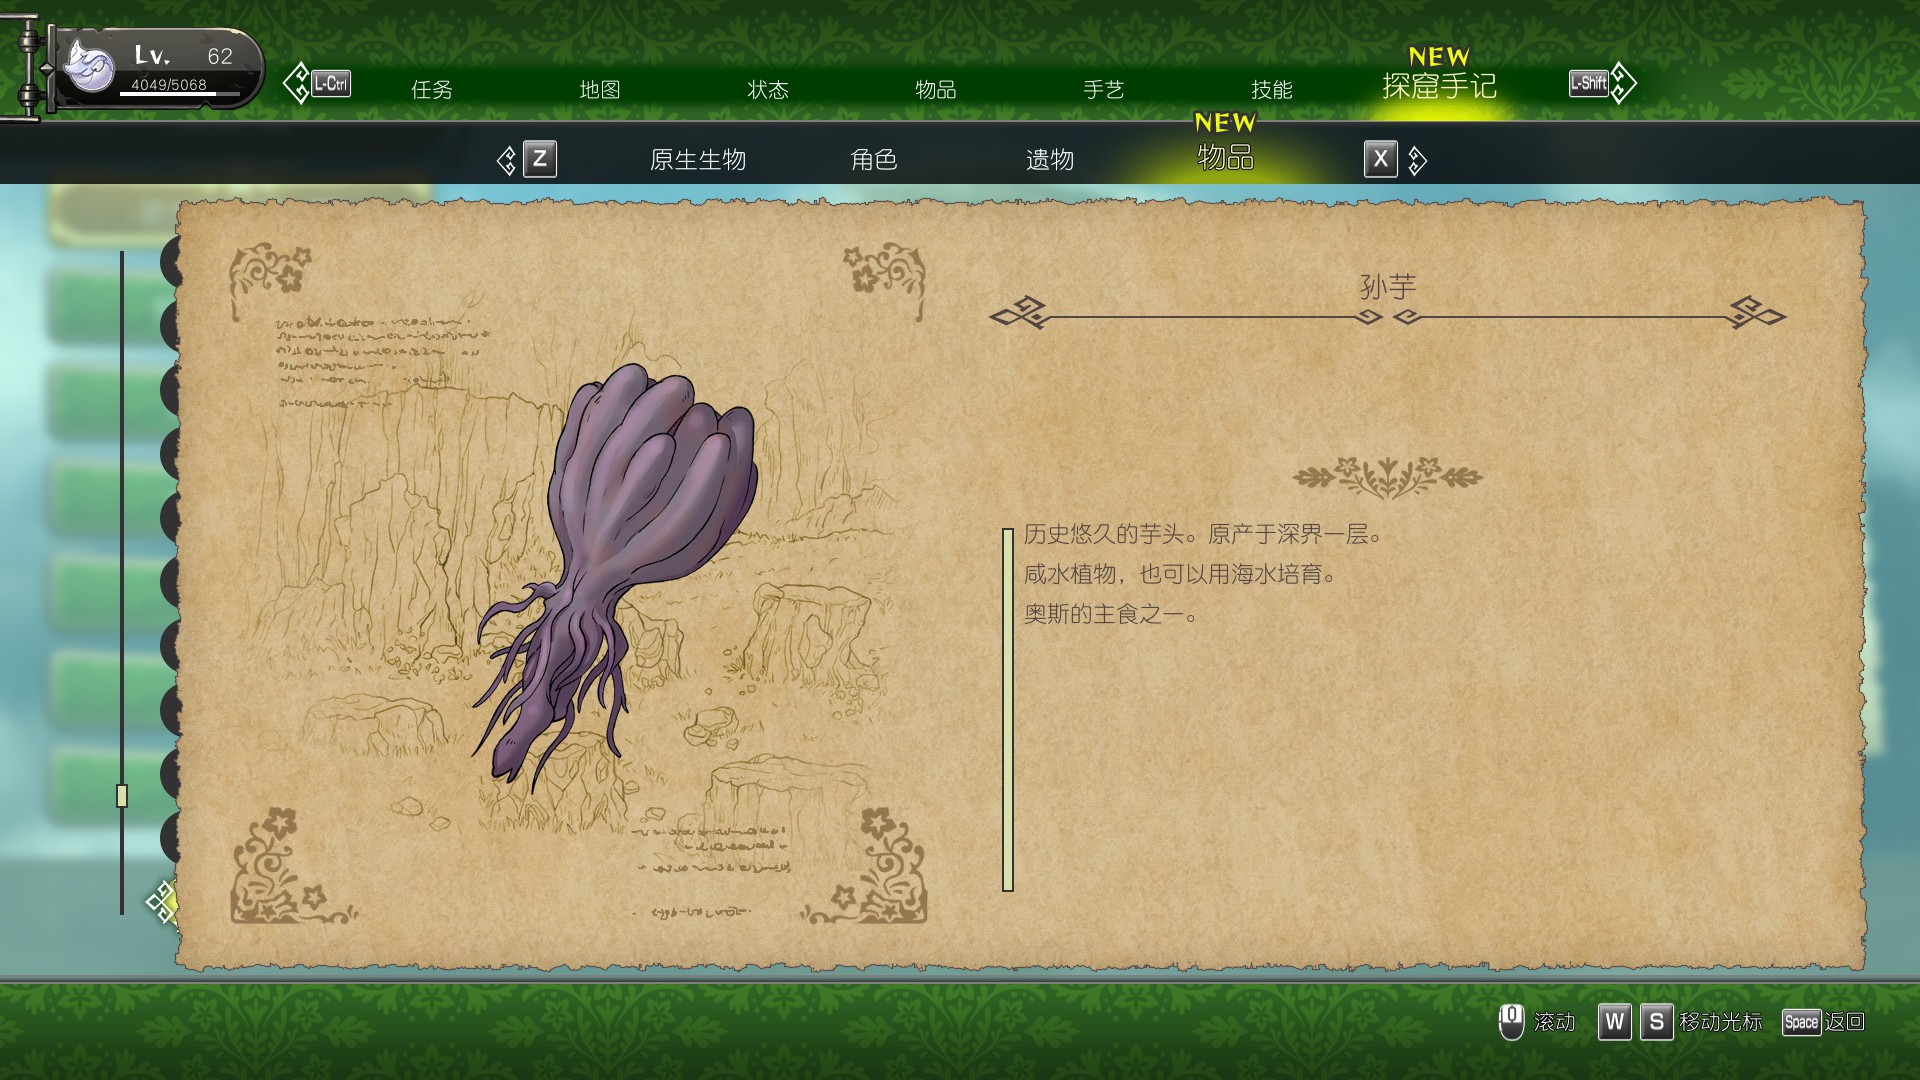 Lv. 62
4049/5068
L-Ctrl
任务
地图
状态
物品
手艺
技能
NEW
探窟手记
L-Shift
Z
原生生物
角色
遗物
NEW
物品
X
孙芋
历史悠久的芋头。原产于深界一层。
咸水植物，也可以用海水培育。
奥斯的主食之一。
滚动
W S 移动光标
Space 返回